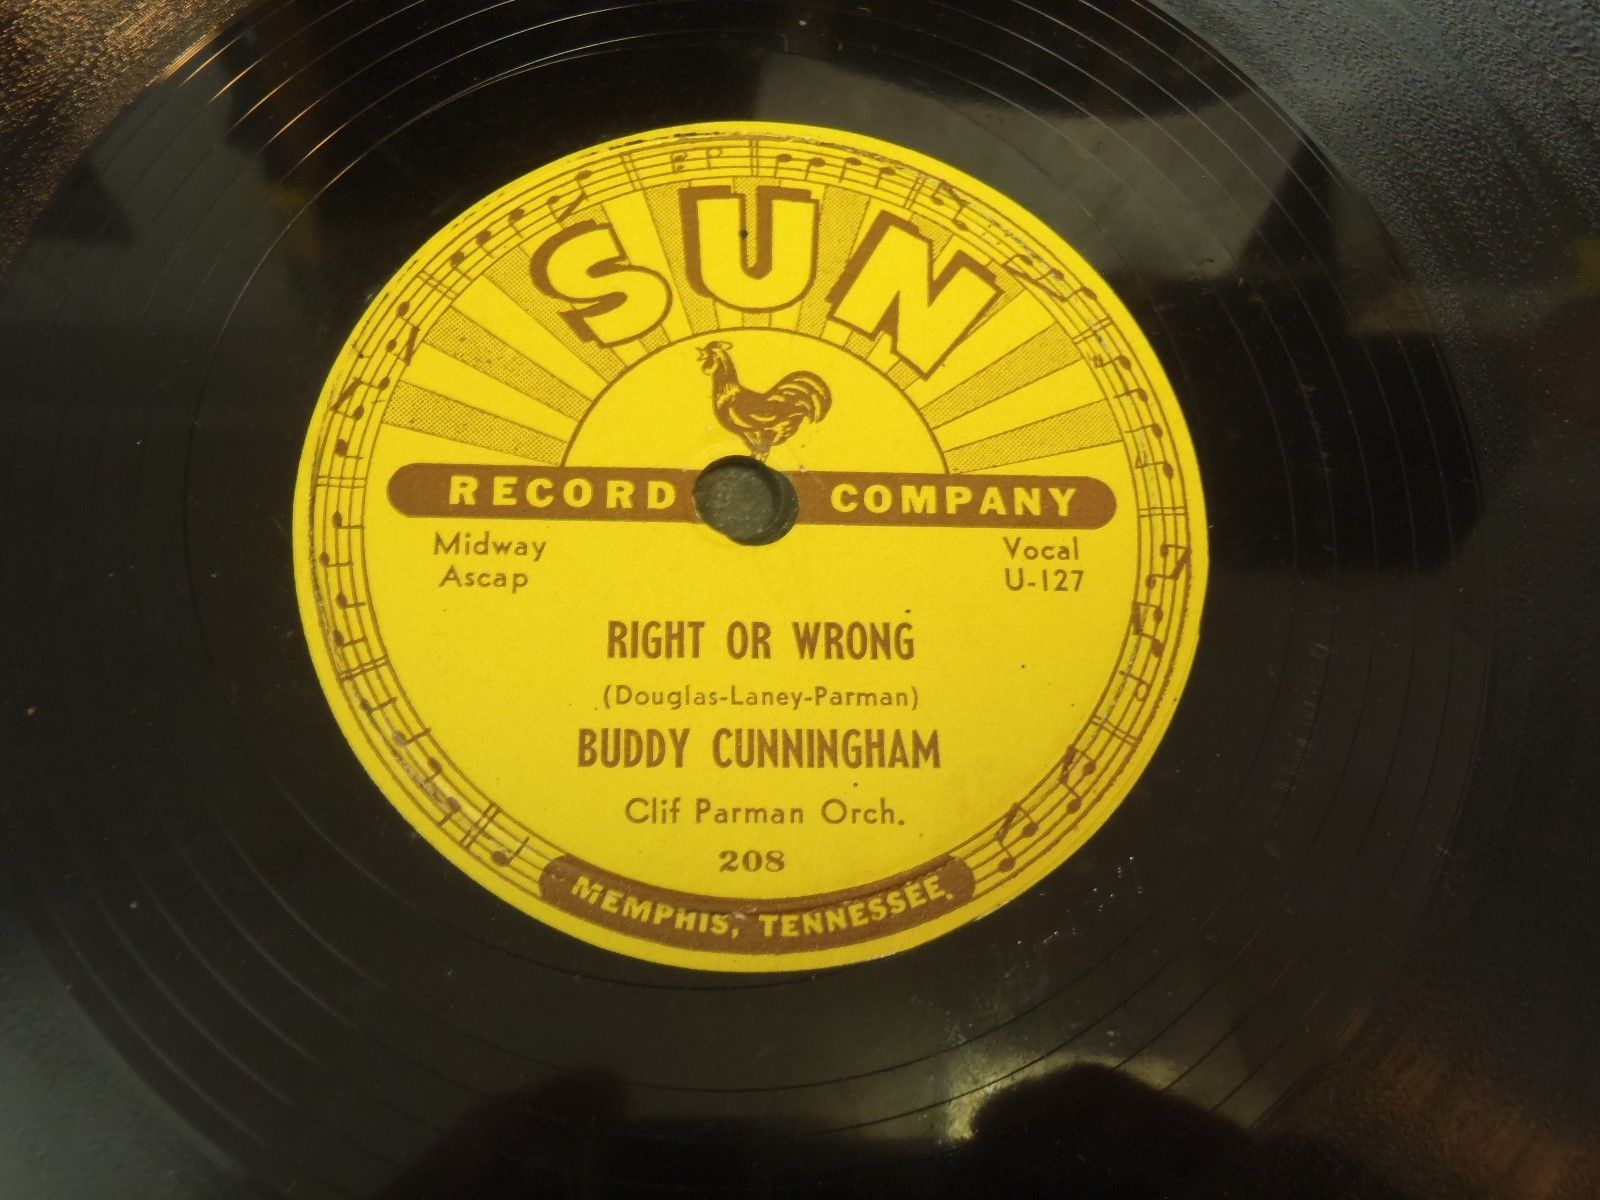 SUN
RECORD COMPANY
Midway
Ascap
Vocal
U-127
RIGHT OR WRONG
(Douglas-Laney-Parman)
BUDDY CUNNINGHAM
Clif Parman Orch.
208
MEMPHIS, TENNESSEE.